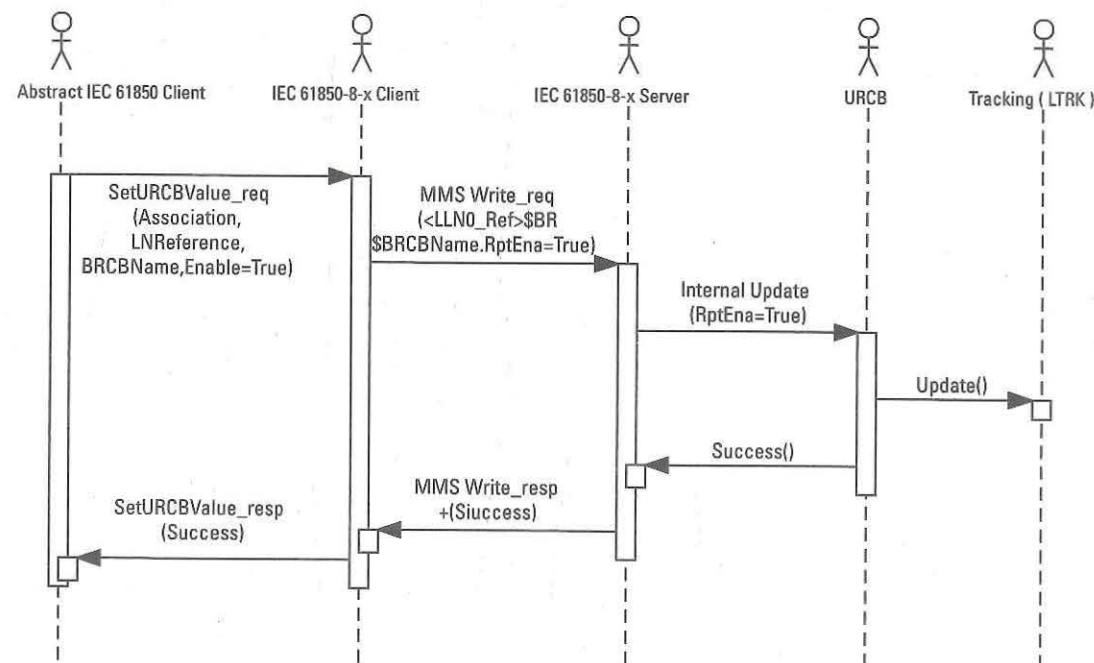 Abstract IEC 61850 Client
IEC 61850-8-x Client
IEC 61850-8-x Server
URCB
Tracking ( LTRK )
SetURCBValue_req
(Association,
LNReference,
BRCBName,Enable=True)
MMS Write_req
(<LLN0_Ref>$BR
$BRCBName.RptEna=True)
Internal Update
(RptEna=True)
Update()
Success()
MMS Write_resp
+(Siuccess)
SetURCBValue_resp
(Success)